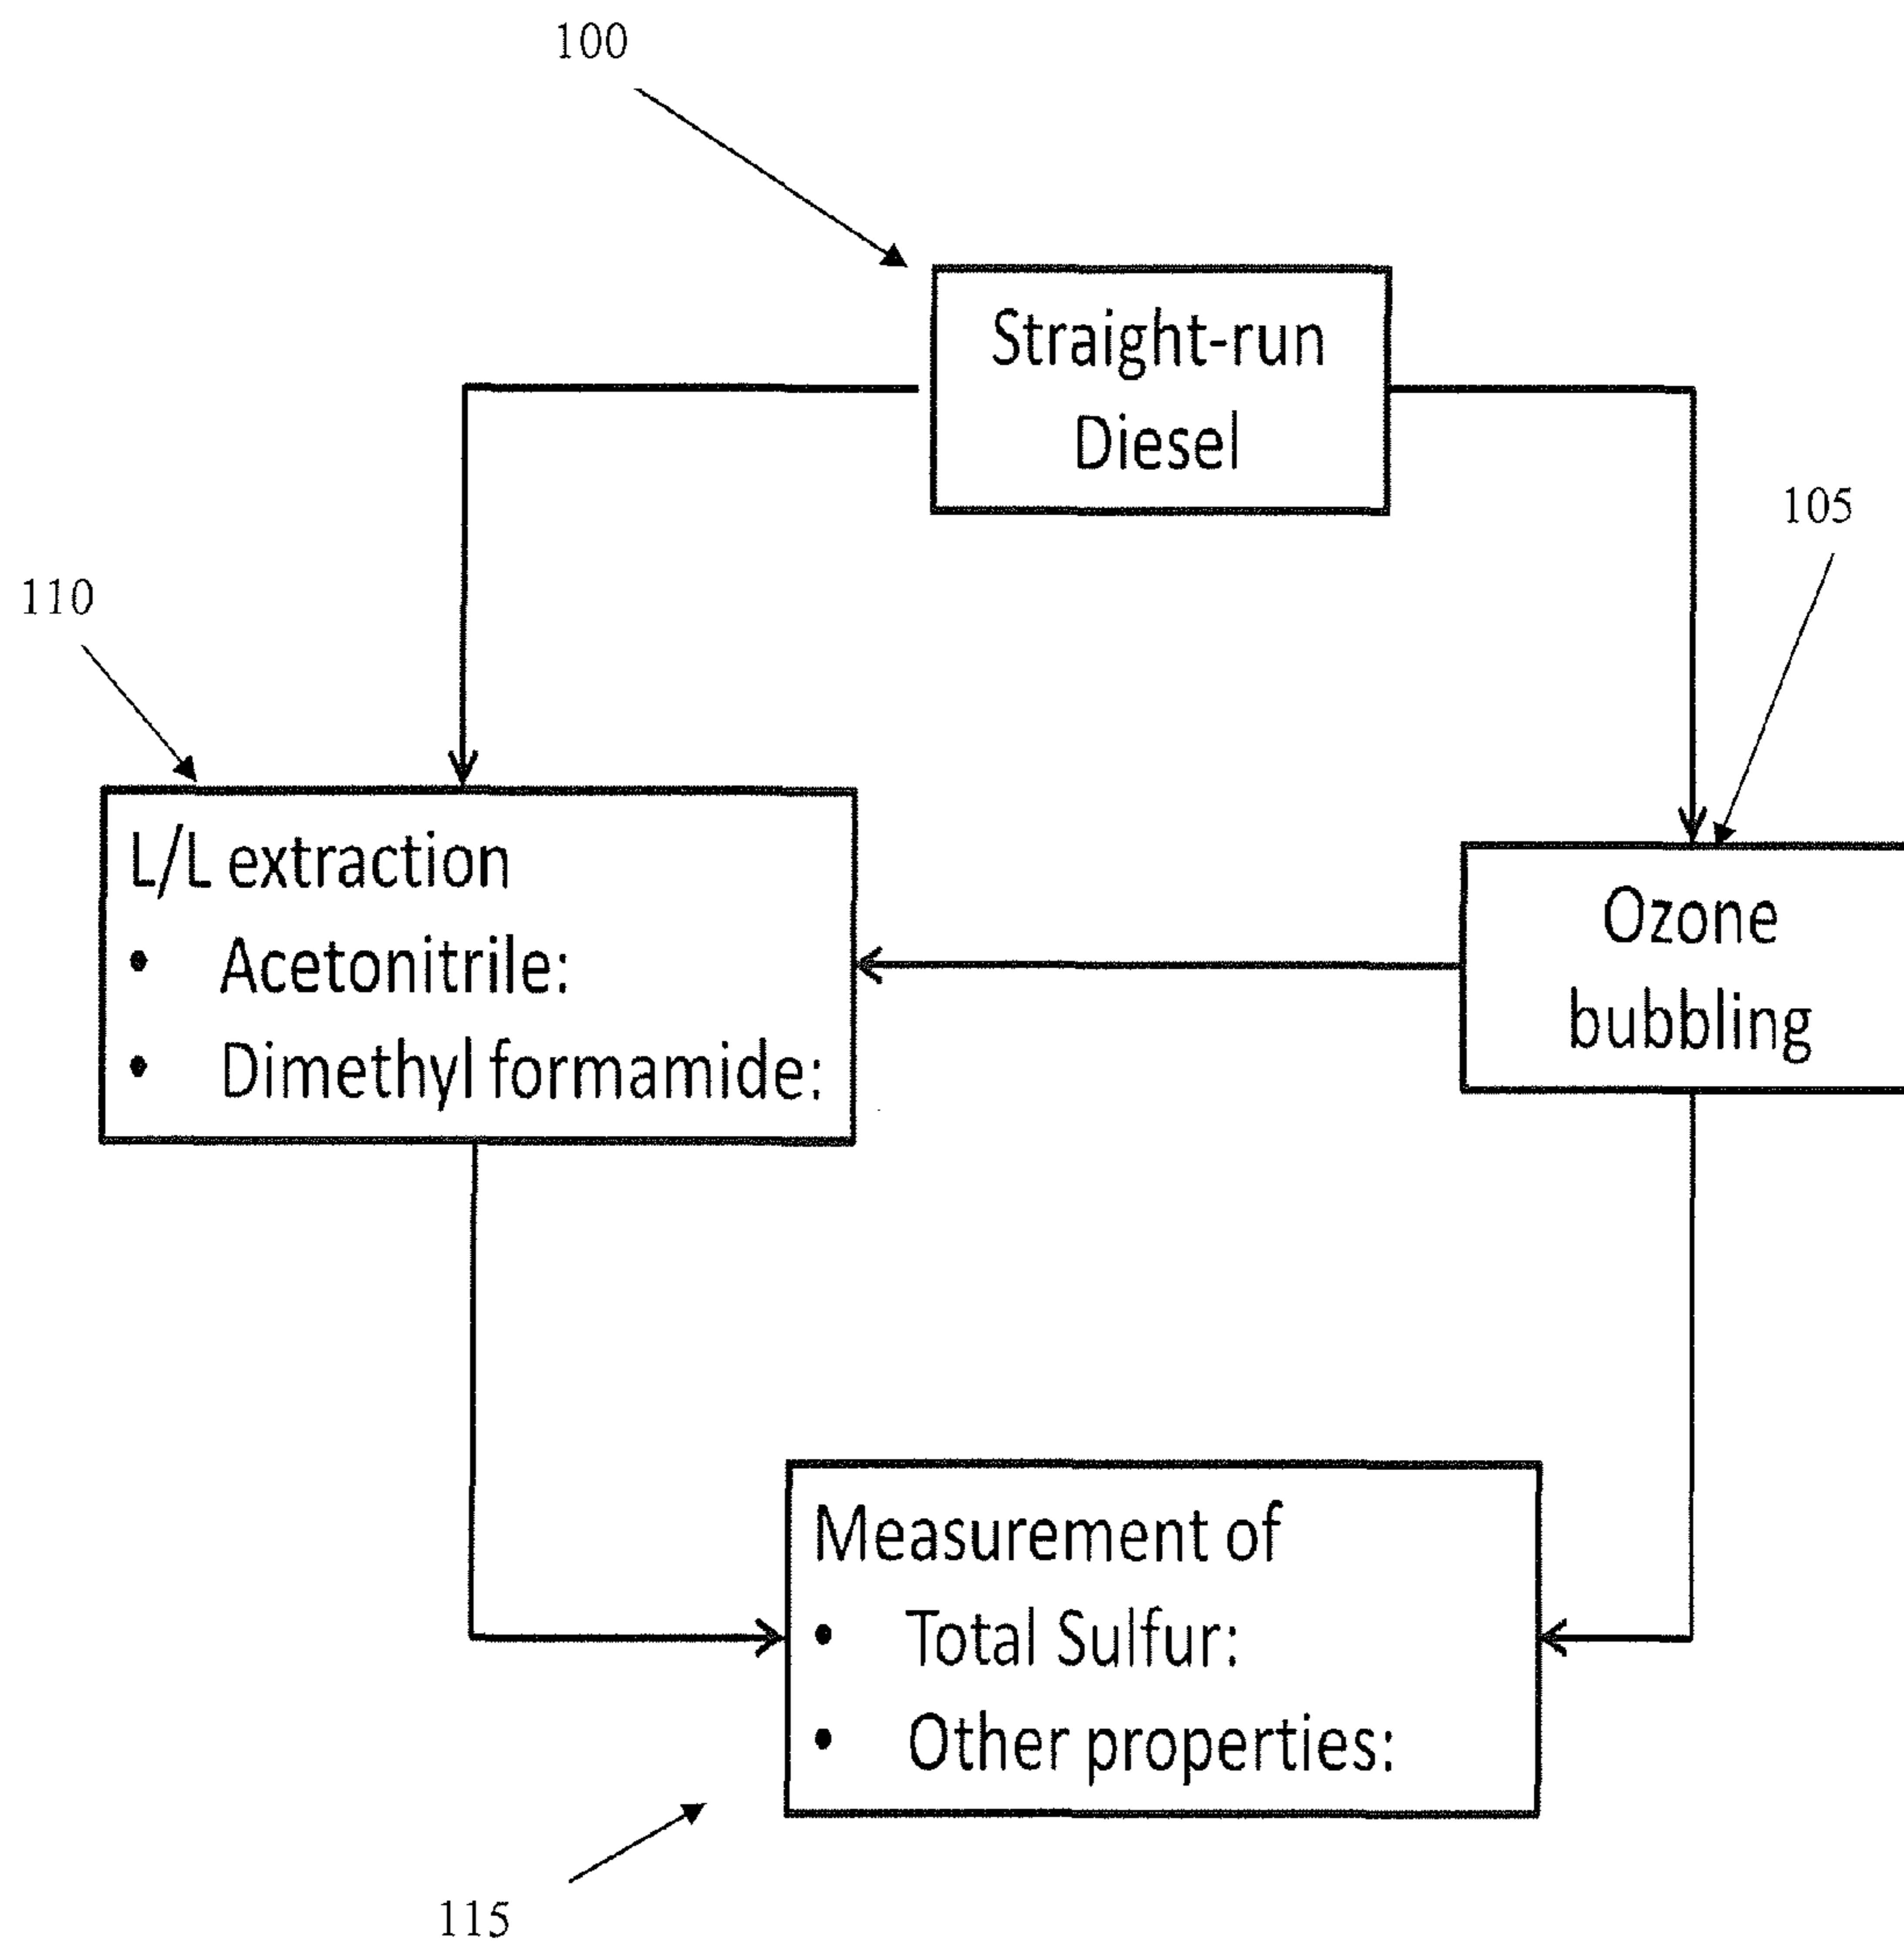 100
Straight-run
Diesel
105
110
L/L extraction
• Acetonitrile:
• Dimethyl formamide:
Ozone
bubbling
Measurement of
• Total Sulfur:
• Other properties:
115